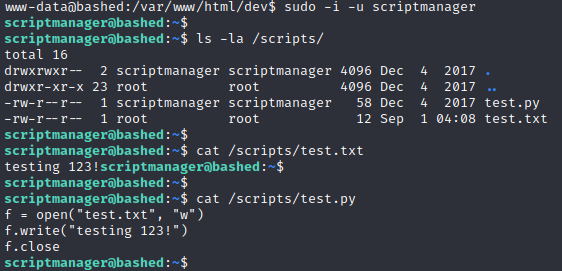 www-data@bashed:/var/www/html/dev$ sudo -i -u scriptmanager
scriptmanager@bashed:~$
scriptmanager@bashed:~$ ls -la /scripts/
total 16
drwxrwxr-- 2 scriptmanager scriptmanager 4096 Dec 4 2017 .
drwxr-xr-x 23 root root 4096 Dec 4 2017 ..
-rw-r--r-- 1 scriptmanager scriptmanager 58 Dec 4 2017 test.py
-rw-r--r-- 1 root root 12 Sep 1 04:08 test.txt
scriptmanager@bashed:~$
scriptmanager@bashed:~$ cat /scripts/test.txt
testing 123!scriptmanager@bashed:~$
scriptmanager@bashed:~$
scriptmanager@bashed:~$ cat /scripts/test.py
f = open("test.txt", "w")
f.write("testing 123!")
f.close
scriptmanager@bashed:~$